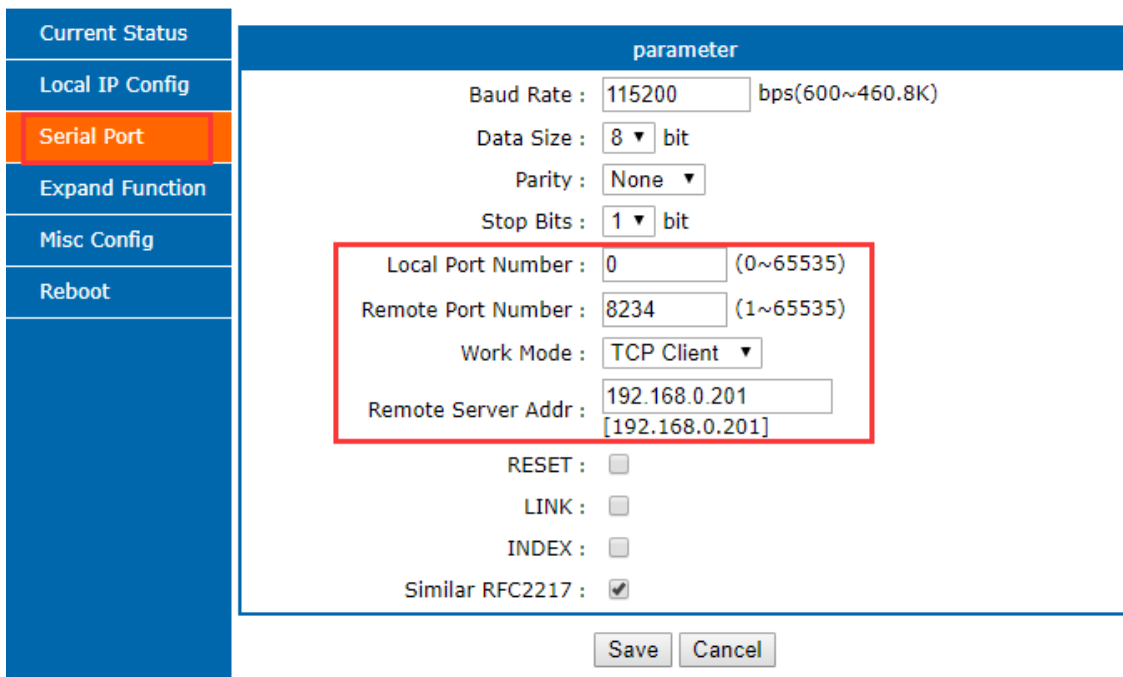 Current Status
Local IP Config
Serial Port
Expand Function
Misc Config
Reboot
parameter
Baud Rate : 115200 bps(600~460.8K)
Data Size : 8 bit
Parity : None
Stop Bits : 1 bit
Local Port Number : 0 (0~65535)
Remote Port Number : 8234 (1~65535)
Work Mode : TCP Client
Remote Server Addr : 192.168.0.201
[192.168.0.201]
RESET :
LINK :
INDEX :
Similar RFC2217 :
Save Cancel